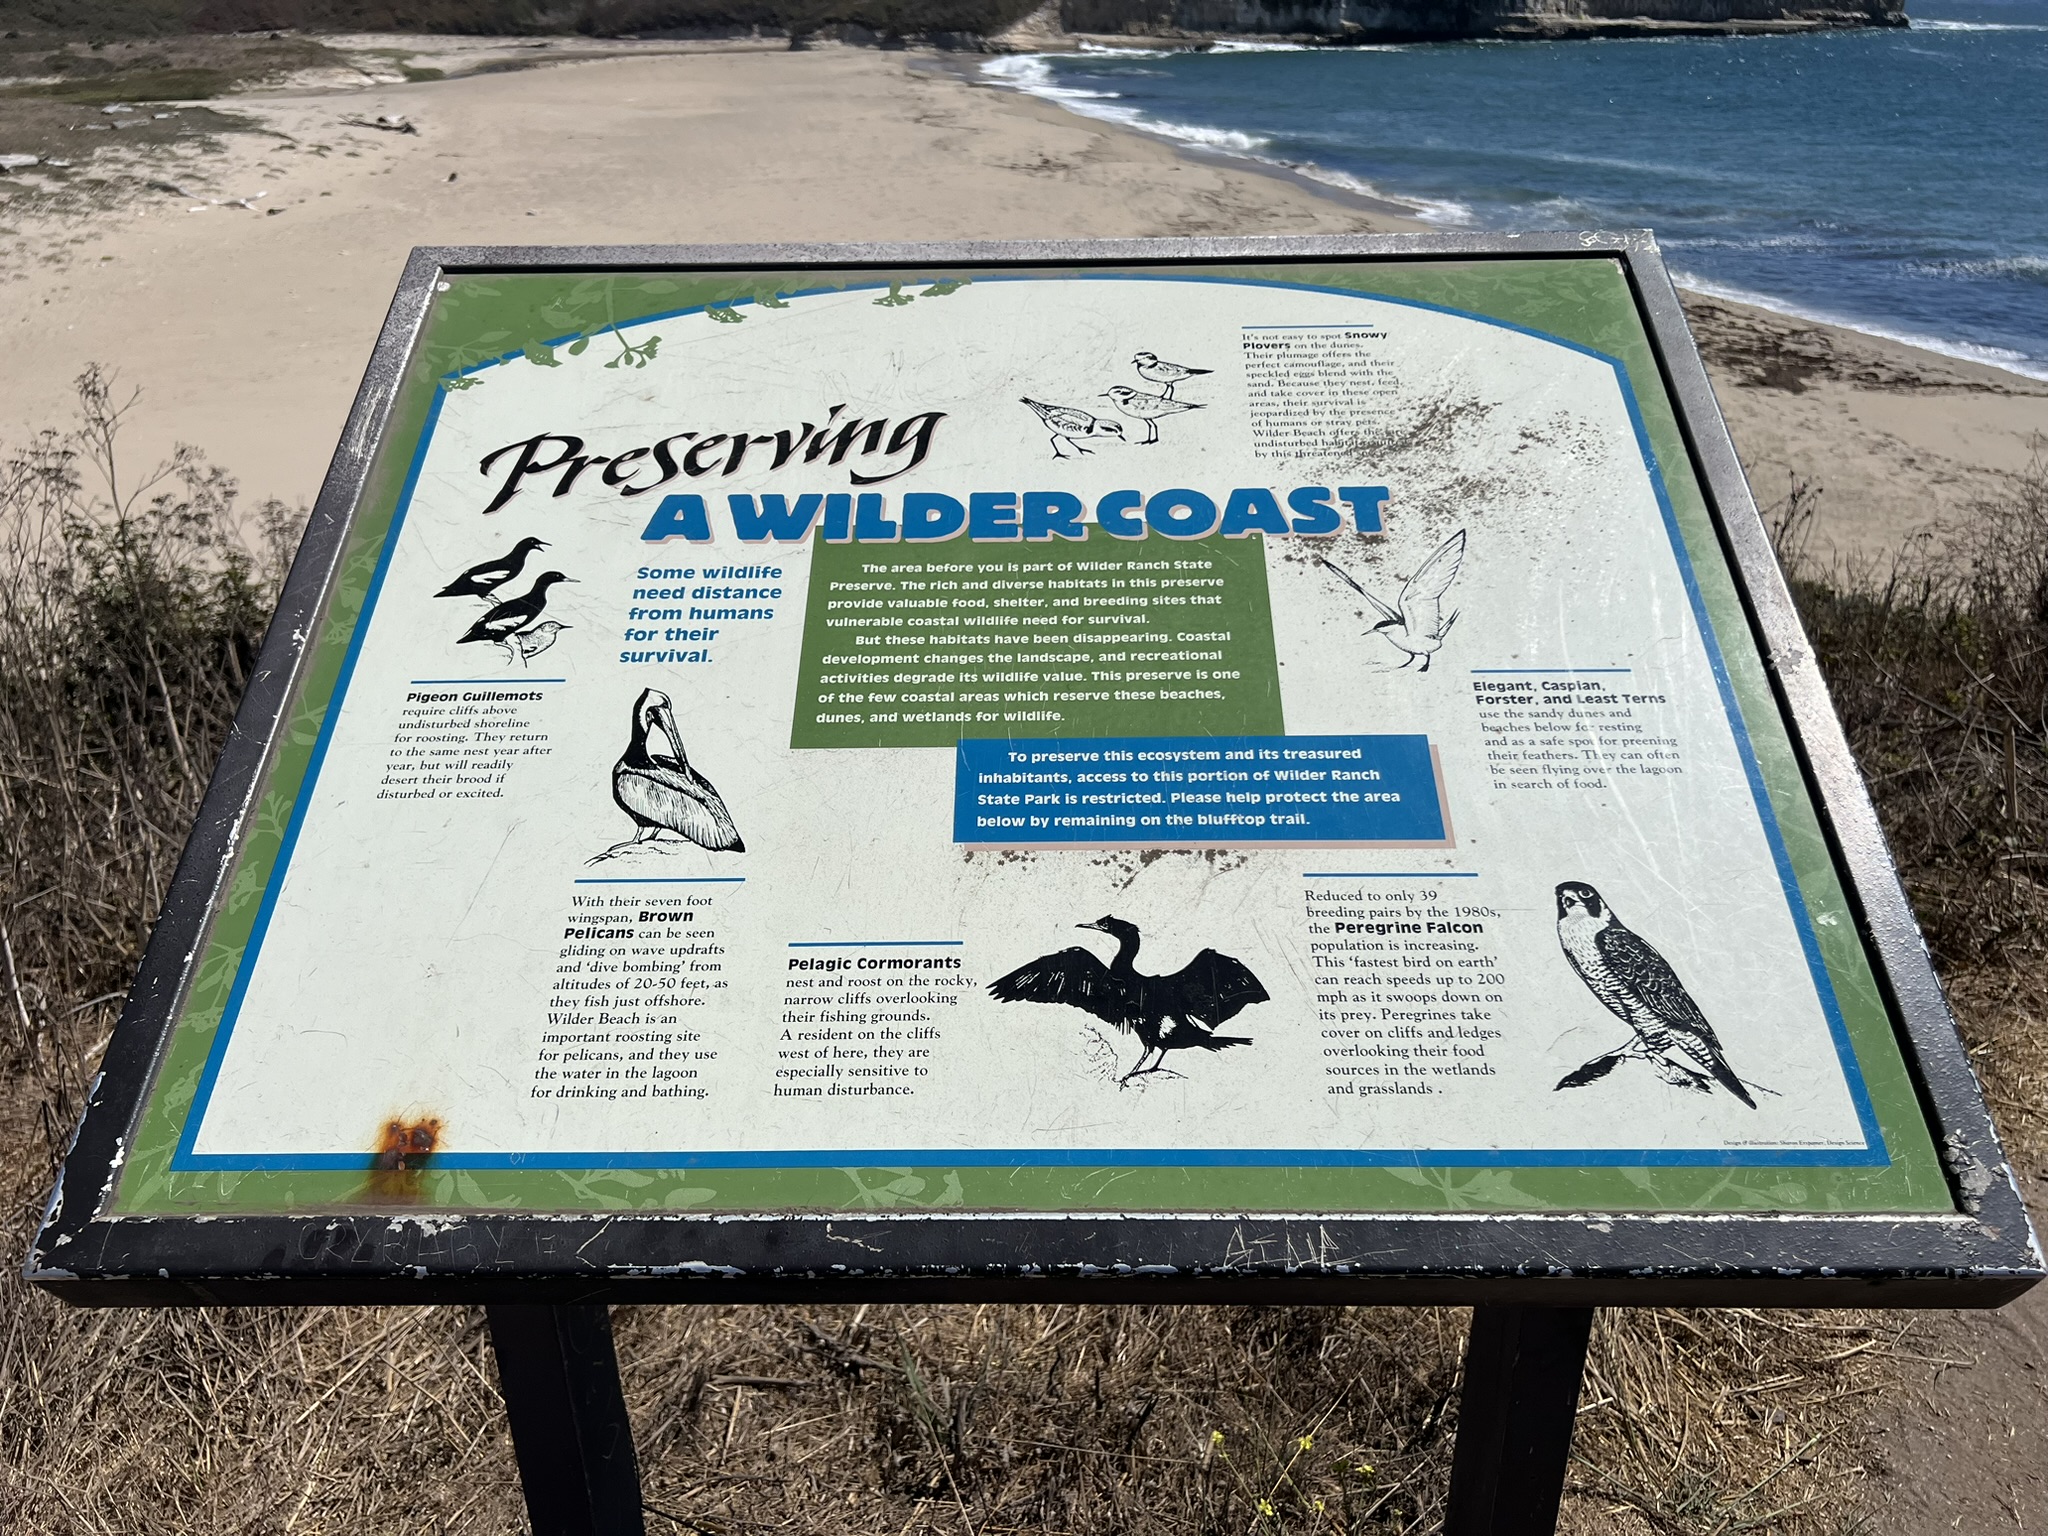 Preserving
A WILDER COAST
It's not easy to spot Snowy
Plovers on the dunes.
Their plumage offers the
perfect camouflage, and their
speckled eggs blend with the
sand. Because they nest, feed,
and take cover in these open
areas, their survival is
jeopardized by the presence
of humans or stray pets.
Wilder Beach offers the
undisturbed
by this threatened
Some wildlife
need distance
from humans
for their
survival.
The area before you is part of Wilder Ranch State
Preserve. The rich and diverse habitats in this preserve
provide valuable food, shelter, and breeding sites that
vulnerable coastal wildlife need for survival.
But these habitats have been disappearing. Coastal
development changes the landscape, and recreational
activities degrade its wildlife value. This preserve is one
of the few coastal areas which reserve these beaches,
dunes, and wetlands for wildlife.
To preserve this ecosystem and its treasured
inhabitants, access to this portion of Wilder Ranch
State Park is restricted. Please help protect the area
below by remaining on the blufftop trail.
Pigeon Guillemots
require cliffs above
undisturbed shoreline
for roosting. They return
to the same nest year after
year, but will readily
desert their brood if
disturbed or excited.
Elegant, Caspian,
Forster, and Least Terns
use the sandy dunes and
beaches below for resting
and as a safe spot for preening
their feathers. They can often
be seen flying over the lagoon
in search of food.
With their seven foot
wingspan, Brown
Pelicans can be seen
gliding on wave updrafts
and 'dive bombing' from
altitudes of 20-50 feet, as
they fish just offshore.
Wilder Beach is an
important roosting site
for pelicans, and they use
the water in the lagoon
for drinking and bathing.
Pelagic Cormorants
nest and roost on the rocky,
narrow cliffs overlooking
their fishing grounds.
A resident on the cliffs
west of here, they are
especially sensitive to
human disturbance.
Reduced to only 39
breeding pairs by the 1980s,
the Peregrine Falcon
population is increasing.
This 'fastest bird on earth'
can reach speeds up to 200
mph as it swoops down on
its prey. Peregrines take
cover on cliffs and ledges
overlooking their food
sources in the wetlands
and grasslands .
Design & Illustration: Sharon Design Science